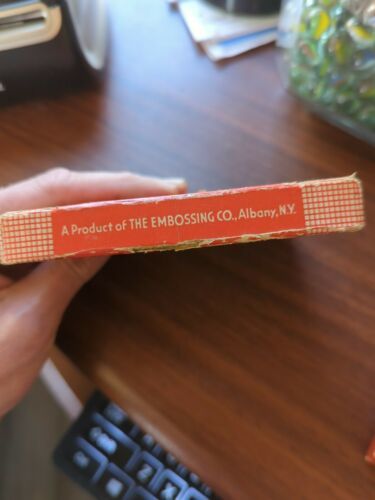 A Product of THE EMBOSSING CO., Albany, N.Y.